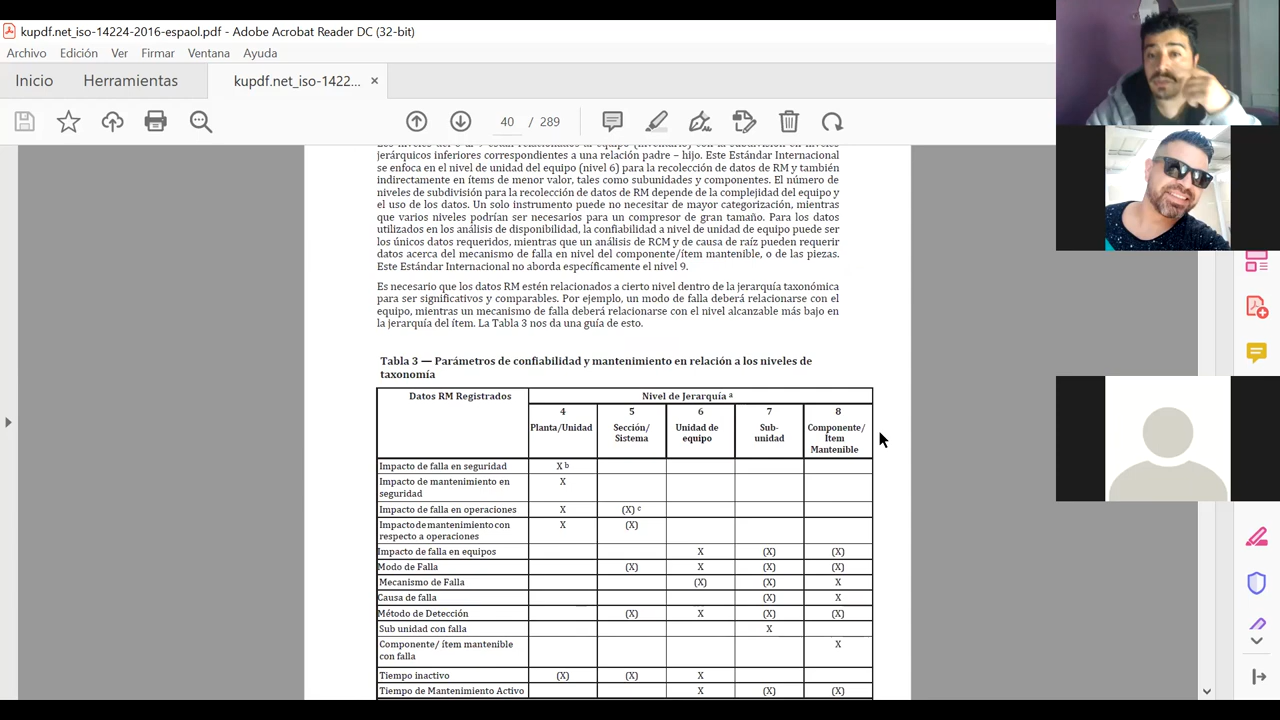 kupdf.net_iso-14224-2016-espaol.pdf - Adobe Acrobat Reader DC (32-bit)
Archivo Edición Ver Firmar Ventana Ayuda
Inicio Herramientas kupdf.net_iso-1422... ×
40 / 289
jerárquicos inferiores correspondientes a una relación padre – hijo. Este Estándar Internacional
se enfoca en el nivel de unidad del equipo (nivel 6) para la recolección de datos de RM y también
indirectamente en ítems de menor valor, tales como subunidades y componentes. El número de
niveles de subdivisión para la recolección de datos de RM depende de la complejidad del equipo y
el uso de los datos. Un solo instrumento puede no necesitar de mayor categorización, mientras
que varios niveles podrían ser necesarios para un compresor de gran tamaño. Para los datos
utilizados en los análisis de disponibilidad, la confiabilidad a nivel de unidad de equipo puede ser
los únicos datos requeridos, mientras que un análisis de RCM y de causa de raíz pueden requerir
datos acerca del mecanismo de falla en nivel del componente/ítem mantenible, o de las piezas.
Este Estándar Internacional no aborda específicamente el nivel 9.
Es necesario que los datos RM estén relacionados a cierto nivel dentro de la jerarquía taxonómica
para ser significativos y comparables. Por ejemplo, un modo de falla deberá relacionarse con el
equipo, mientras un mecanismo de falla deberá relacionarse con el nivel alcanzable más bajo en
la jerarquía del ítem. La Tabla 3 nos da una guía de esto.
Tabla 3 — Parámetros de confiabilidad y mantenimiento en relación a los niveles de
taxonomía
Datos RM Registrados Nivel de Jerarquía a
4 5 6 7 8
Planta/Unidad Sección/ Unidad de Sub- Componente/
Sistema equipo unidad Ítem
Mantenible
Impacto de falla en seguridad X b
Impacto de mantenimiento en X
seguridad
Impacto de falla en operaciones X (X) c
Impacto de mantenimiento con X (X)
respecto a operaciones
Impacto de falla en equipos X (X) (X)
Modo de Falla (X) X (X) (X)
Mecanismo de Falla (X) (X) X
Causa de falla (X) X
Método de Detección (X) X (X) (X)
Sub unidad con falla X
Componente/ ítem mantenible X
con falla
Tiempo inactivo (X) (X) X
Tiempo de Mantenimiento Activo X (X) (X)